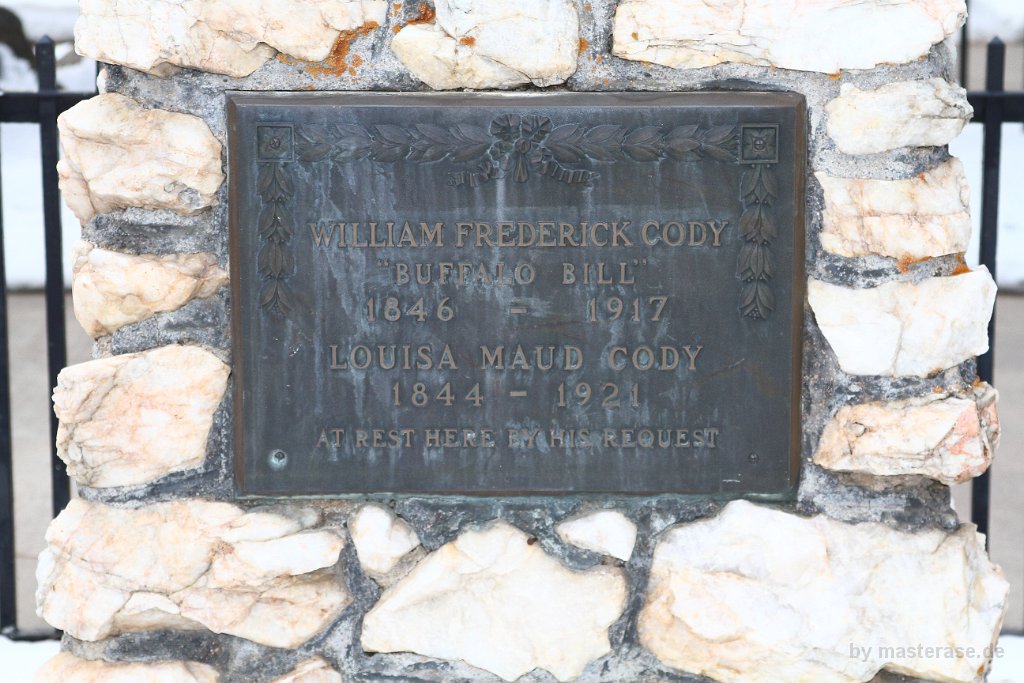 WILLIAM FREDERICK CODY
"BUFFALO BILL"
1846 – 1917
LOUISA MAUD CODY
1844 – 1921
AT REST HERE BY HIS REQUEST
by masterase.de